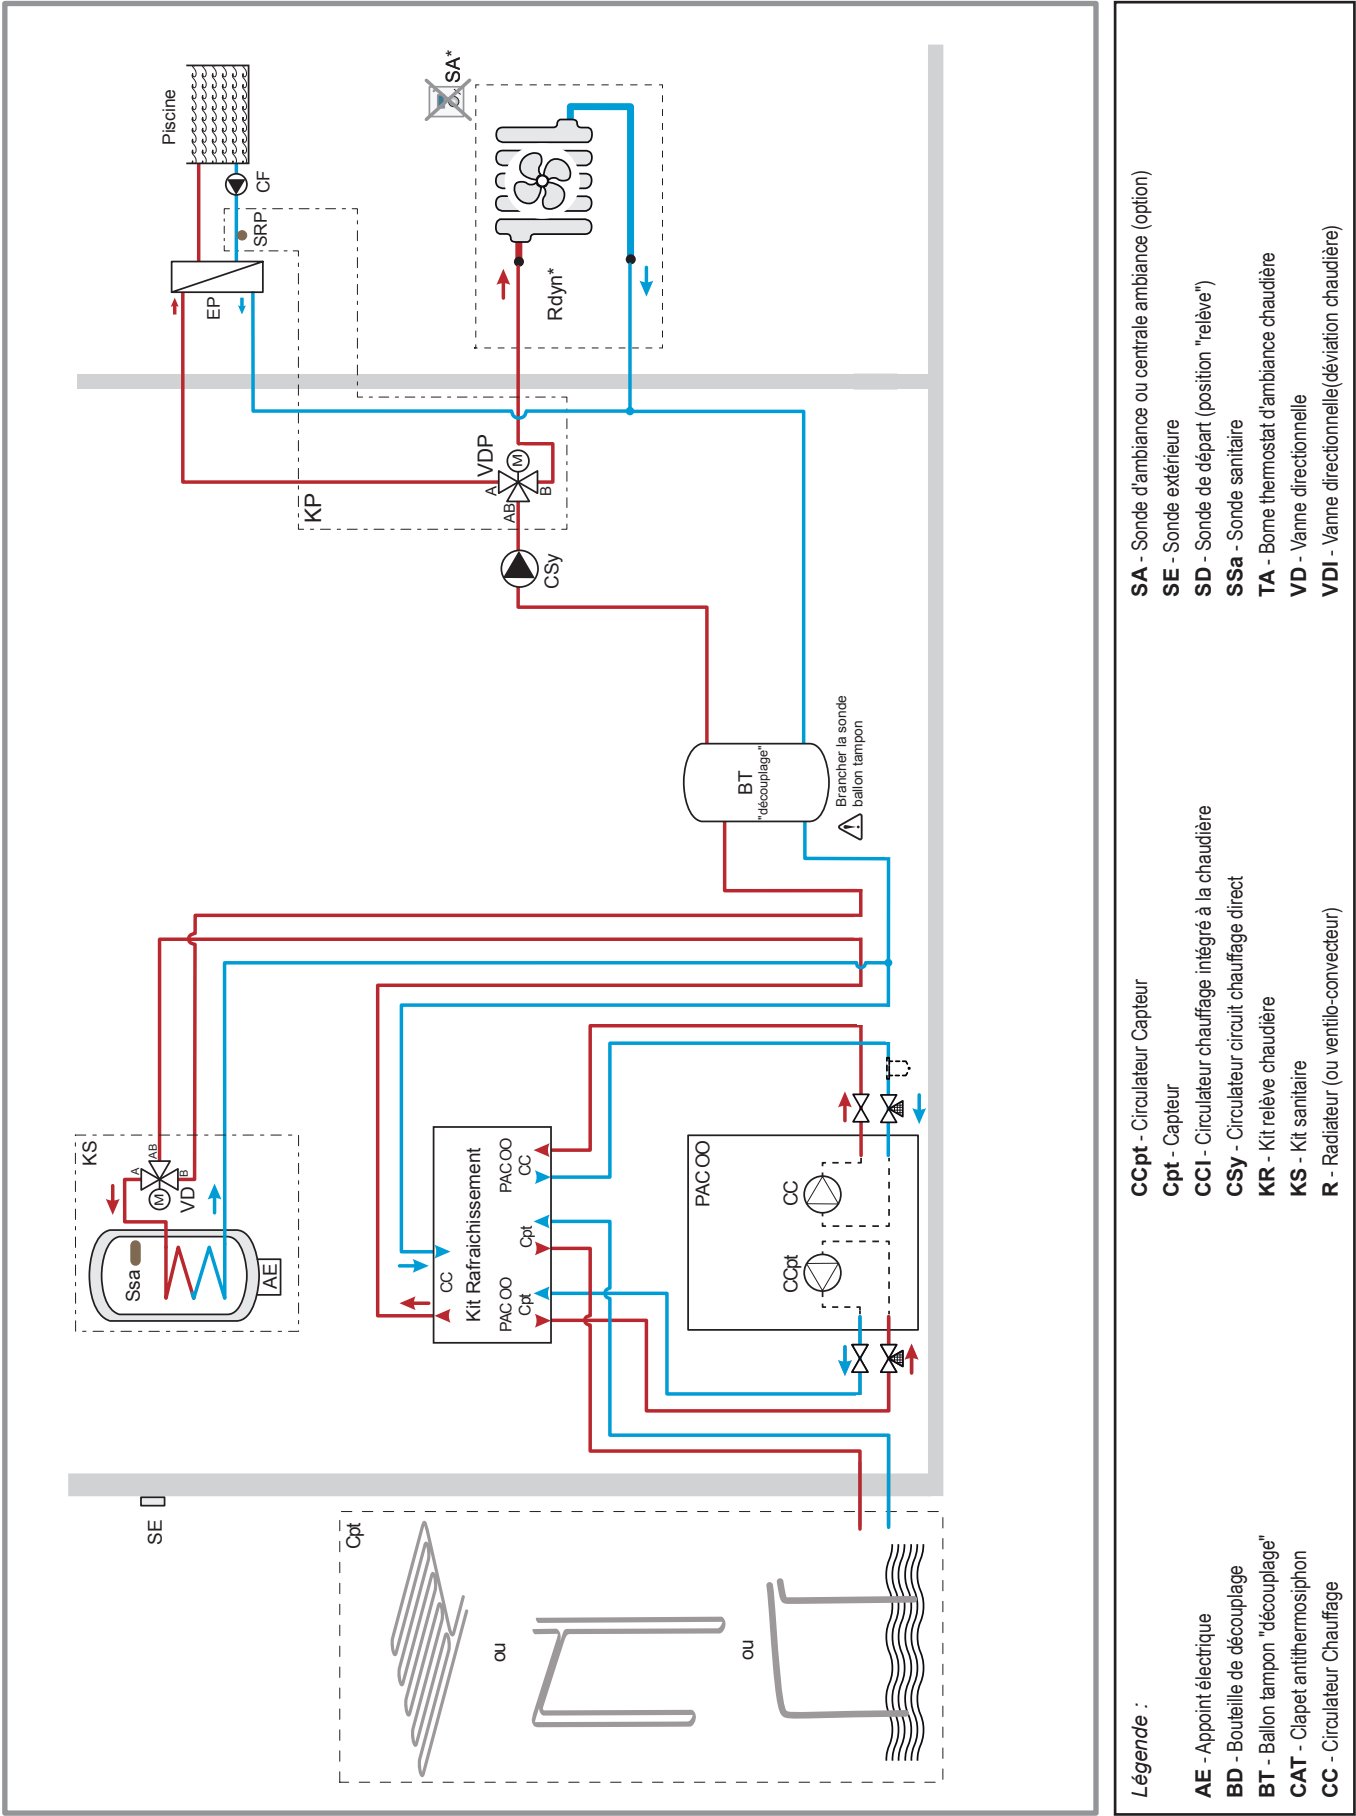 SE
Cpt
ou
ou
KS
Ssa
AE
M
VD
A
AB
B
CC
Kit Rafraichissement
PAC OO
Cpt
Cpt
PAC OO
CC
PAC OO
CCpt
CC
BT
"découplage"
Brancher la sonde
ballon tampon
CSy
KP
VDP
M
A
AB
B
EP
SRP
CF
Piscine
Rdyn*
SA*
Légende :
AE - Appoint électrique
BD - Bouteille de découplage
BT - Ballon tampon "découplage"
CAT - Clapet antithermosiphon
CC - Circulateur Chauffage
CCpt - Circulateur Capteur
Cpt - Capteur
CCI - Circulateur chauffage intégré à la chaudière
CSy - Circulateur circuit chauffage direct
KR - Kit relève chaudière
KS - Kit sanitaire
R - Radiateur (ou ventilo-convecteur)
SA - Sonde d'ambiance ou centrale ambiance (option)
SE - Sonde extérieure
SD - Sonde de départ (position "relève")
SSa - Sonde sanitaire
TA - Borne thermostat d'ambiance chaudière
VD - Vanne directionnelle
VDI - Vanne directionnelle(déviation chaudière)